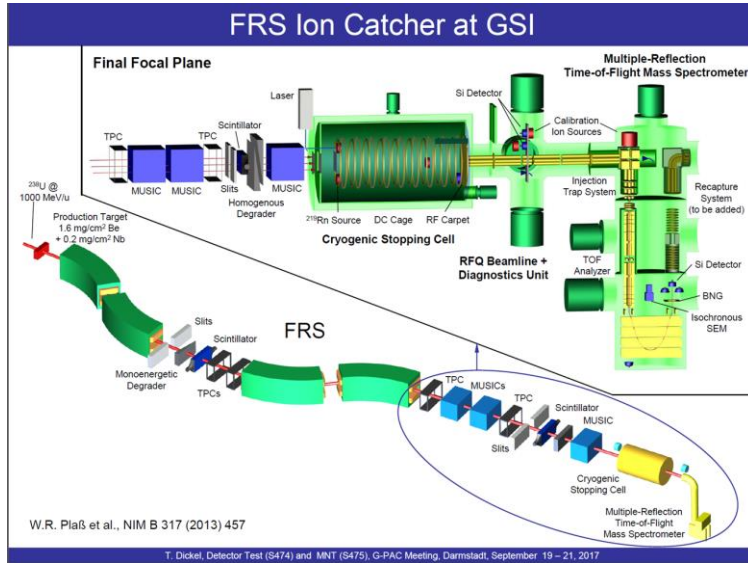 FRS Ion Catcher at GSI
Final Focal Plane
Multiple-Reflection
Time-of-Flight Mass Spectrometer
Laser
Si Detector
Calibration
Ion Sources
TPC
TPC
Scintillator
MUSIC
MUSIC
Slits
MUSIC
Homogenous
Degrader
²¹⁹Rn Source
DC Cage
RF Carpet
Cryogenic Stopping Cell
RFQ Beamline +
Diagnostics Unit
Injection
Trap System
Recapture
System
(to be added)
TOF
Analyzer
Si Detector
BNG
Isochronous
SEM
²³⁸U @
1000 MeV/u
Production Target
1.6 mg/cm² Be
+ 0.2 mg/cm² Nb
FRS
Slits
Scintillator
Monoenergetic
Degrader
TPCs
TPC
MUSICs
TPC
Scintillator
MUSIC
Slits
Cryogenic
Stopping Cell
Multiple-Reflection
Time-of-Flight
Mass Spectrometer
W.R. Plaß et al., NIM B 317 (2013) 457
T. Dickel, Detector Test (S474) and MNT (S475), G-PAC Meeting, Darmstadt, September 19 – 21, 2017